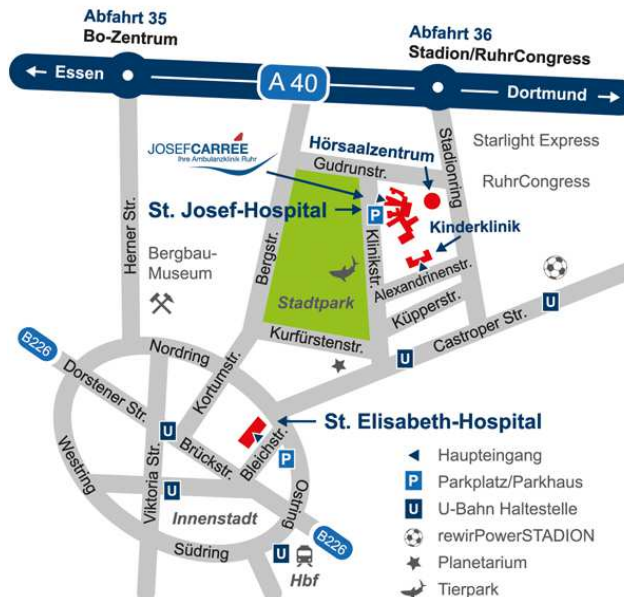 Abfahrt 35
Bo-Zentrum
Abfahrt 36
Stadion/RuhrCongress
Essen
A 40
Dortmund
JOSEFCARRÉE
Ihre Ambulanzklinik Ruhr
Hörsaalzentrum
Starlight Express
Gudrunstr.
Stadionring
RuhrCongress
St. Josef-Hospital
P
Kinderklinik
Herner Str.
Bergbau-
Museum
Bergstr.
Klinikstr.
Stadtpark
Alexandrinenstr.
Küpperstr.
U
Castroper Str.
Kurfürstenstr.
U
B226
Nordring
Dorstener Str.
Kortumstr.
St. Elisabeth-Hospital
U
Brückstr.
Bleichstr.
P
Westring
Viktoria Str.
U
Ostring
Innenstadt
B226
Südring
U
Hbf
Haupteingang
P Parkplatz/Parkhaus
U U-Bahn Haltestelle
rewirPowerSTADION
Planetarium
Tierpark